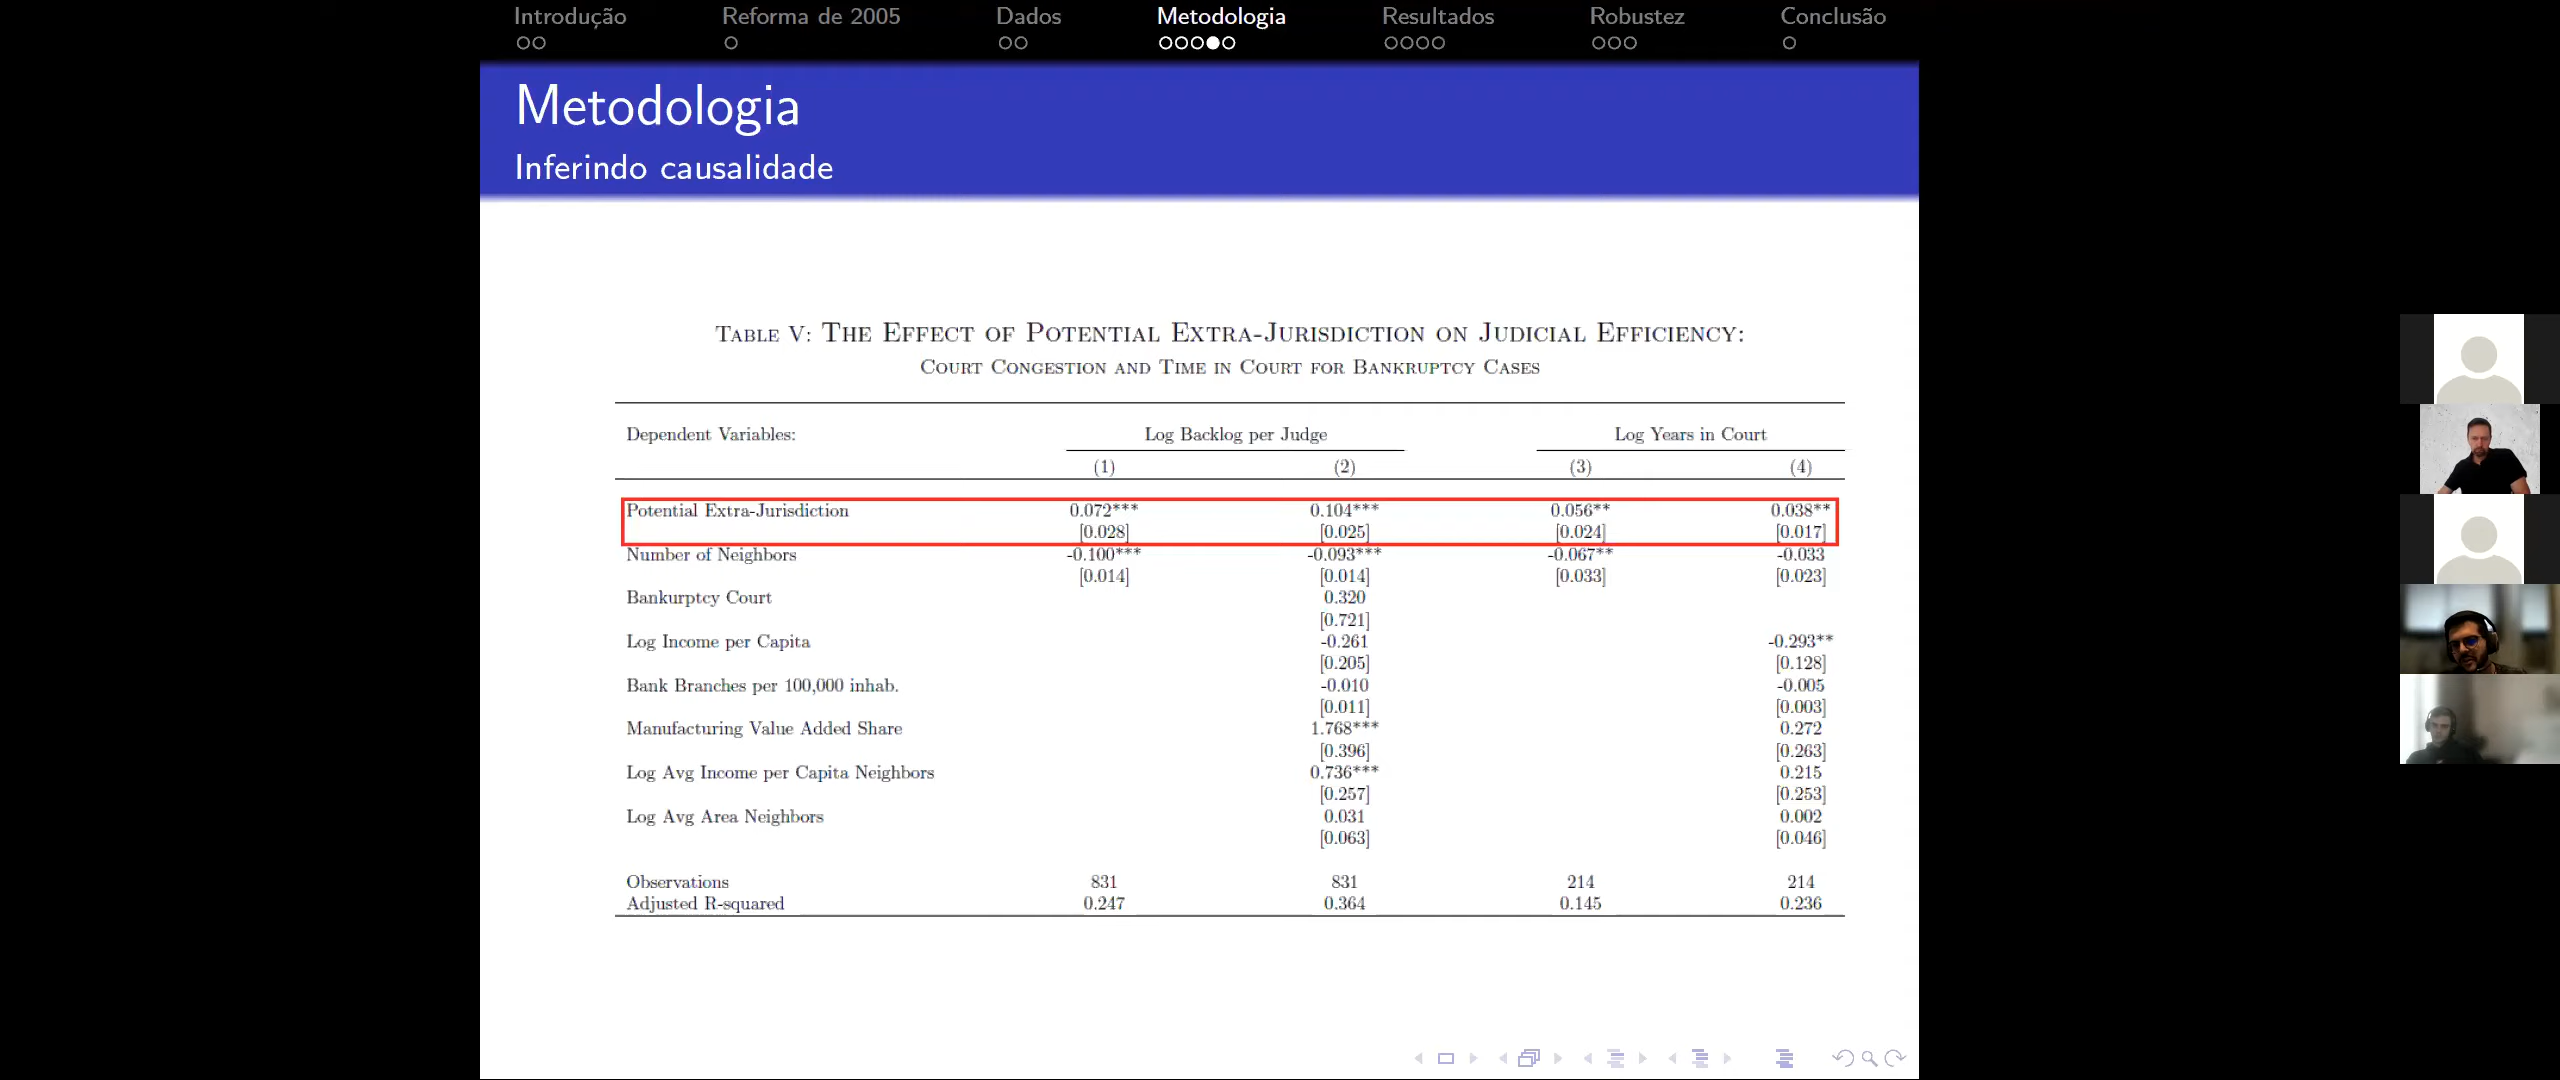 Introdução Reforma de 2005 Dados Metodologia Resultados Robustez Conclusão
Metodologia
Inferindo causalidade
Table V: The Effect of Potential Extra-Jurisdiction on Judicial Efficiency:
Court Congestion and Time in Court for Bankruptcy Cases
Dependent Variables: Log Backlog per Judge Log Years in Court
(1) (2) (3) (4)
Potential Extra-Jurisdiction 0.072*** 0.104*** 0.056** 0.038**
[0.028] [0.025] [0.024] [0.017]
Number of Neighbors -0.100*** -0.093*** -0.067** -0.033
[0.014] [0.014] [0.033] [0.023]
Bankurptcy Court 0.320
[0.721]
Log Income per Capita -0.261 -0.293**
[0.205] [0.128]
Bank Branches per 100,000 inhab. -0.010 -0.005
[0.011] [0.003]
Manufacturing Value Added Share 1.768*** 0.272
[0.396] [0.263]
Log Avg Income per Capita Neighbors 0.736*** 0.215
[0.257] [0.253]
Log Avg Area Neighbors 0.031 0.002
[0.063] [0.046]
Observations 831 831 214 214
Adjusted R-squared 0.247 0.364 0.145 0.236